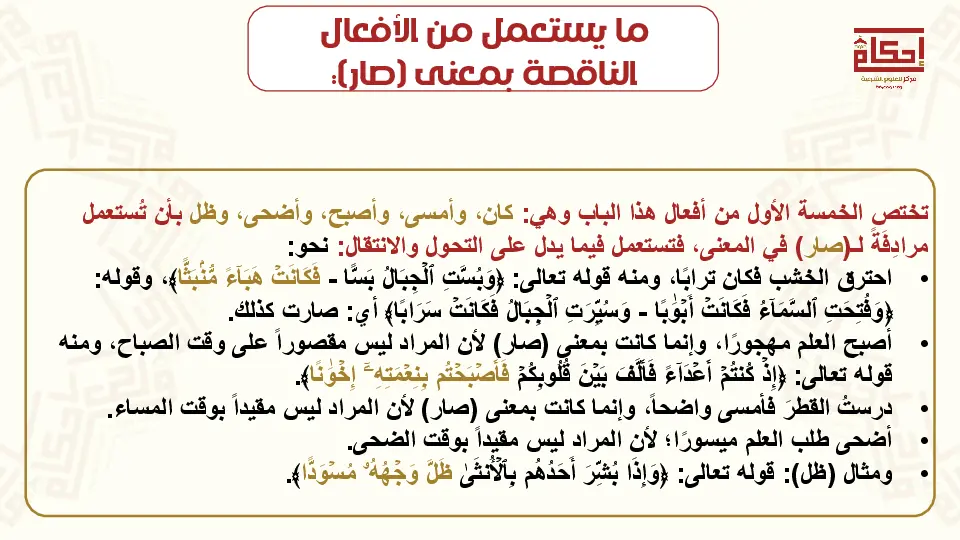 ما يستعمل من الأفعال
الناقصة بمعنى (صار):
إحكام
مركز للعلوم الشرعية
تختص الخمسة الأول من أفعال هذا الباب وهي: كان، وأمسى، وأصبح، وأضحى، وظل بأن تُستعمل
مرادِفَةً لـ(صار) في المعنى، فتستعمل فيما يدل على التحول والانتقال: نحو:
• احترق الخشب فكان ترابًا، ومنه قوله تعالى: ﴿وَبُسَّتِ ٱلۡجِبَالُ بَسّٗا - فَكَانَتۡ هَبَآءٗ مُّنۢبَثّٗا﴾، وقوله:
﴿وَفُتِحَتِ ٱلسَّمَآءُ فَكَانَتۡ أَبۡوَٰبٗا - وَسُيِّرَتِ ٱلۡجِبَالُ فَكَانَتۡ سَرَابًا﴾ أي: صارت كذلك.
• أصبح العلم مهجورًا، وإنما كانت بمعنى (صار) لأن المراد ليس مقصوراً على وقت الصباح، ومنه
قوله تعالى: ﴿إِذۡ كُنتُمۡ أَعۡدَآءٗ فَأَلَّفَ بَيۡنَ قُلُوبِكُمۡ فَأَصۡبَحۡتُم بِنِعۡمَتِهِۦٓ إِخۡوَٰنٗا﴾.
• درستُ القطرَ فأمسى واضحاً، وإنما كانت بمعنى (صار) لأن المراد ليس مقيداً بوقت المساء.
• أضحى طلب العلم ميسورًا؛ لأن المراد ليس مقيداً بوقت الضحى.
• ومثال (ظل): قوله تعالى: ﴿وَإِذَا بُشِّرَ أَحَدُهُم بِٱلۡأُنثَىٰ ظَلَّ وَجۡهُهُۥ مُسۡوَدّٗا﴾.